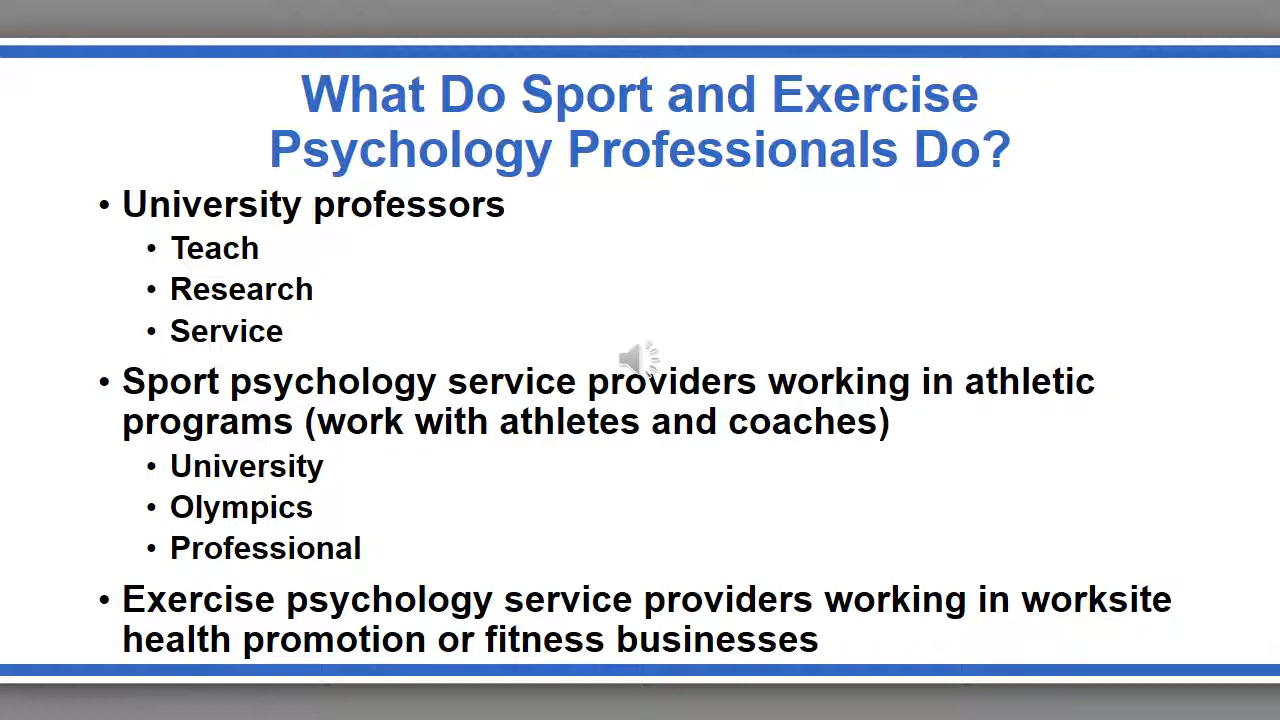 What Do Sport and Exercise
Psychology Professionals Do?
• University professors
• Teach
• Research
• Service
• Sport psychology service providers working in athletic
programs (work with athletes and coaches)
• University
• Olympics
• Professional
• Exercise psychology service providers working in worksite
health promotion or fitness businesses